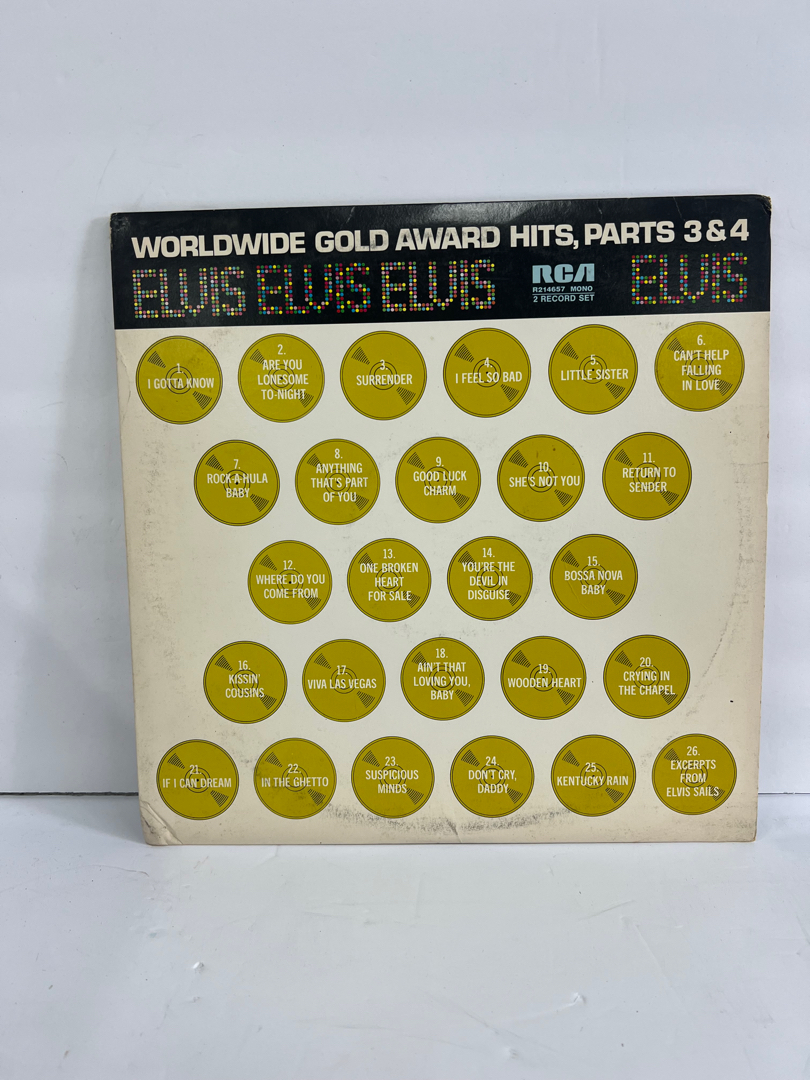 WORLDWIDE GOLD AWARD HITS, PARTS 3 & 4
ELVIS ELVIS ELVIS
RCA
R214657 MONO
2 RECORD SET
ELVIS
1.
I GOTTA KNOW
2.
ARE YOU
LONESOME
TO-NIGHT
3.
SURRENDER
4.
I FEEL SO BAD
5.
LITTLE SISTER
6.
CAN'T HELP
FALLING
IN LOVE
7.
ROCK-A-HULA
BABY
8.
ANYTHING
THAT'S PART
OF YOU
9.
GOOD LUCK
CHARM
10.
SHE'S NOT YOU
11.
RETURN TO
SENDER
12.
WHERE DO YOU
COME FROM
13.
ONE BROKEN
HEART
FOR SALE
14.
YOU'RE THE
DEVIL IN
DISGUISE
15.
BOSSA NOVA
BABY
16.
KISSIN'
COUSINS
17.
VIVA LAS VEGAS
18.
AIN'T THAT
LOVING YOU,
BABY
19.
WOODEN HEART
20.
CRYING IN
THE CHAPEL
21.
IF I CAN DREAM
22.
IN THE GHETTO
23.
SUSPICIOUS
MINDS
24.
DON'T CRY,
DADDY
25.
KENTUCKY RAIN
26.
EXCERPTS
FROM
ELVIS SAILS